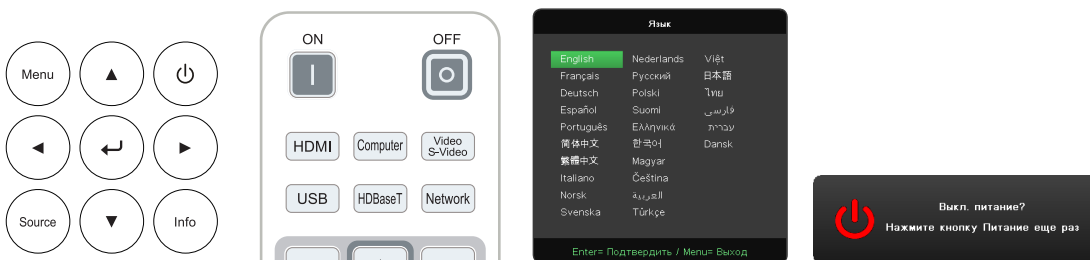 Menu
Source
Info
ON
OFF
HDMI
Computer
Video
S-Video
USB
HDBaseT
Network
Язык
English
Nederlands
Việt
Français
Русский
日本語
Deutsch
Polski
ไทย
Español
Suomi
فارسی
Português
Ελληνικά
עברית
简体中文
한국어
Dansk
繁體中文
Magyar
Italiano
Čeština
Norsk
العربية
Svenska
Türkçe
Enter= Подтвердить / Menu= Выход
Выкл. питание?
Нажмите кнопку Питание еще раз